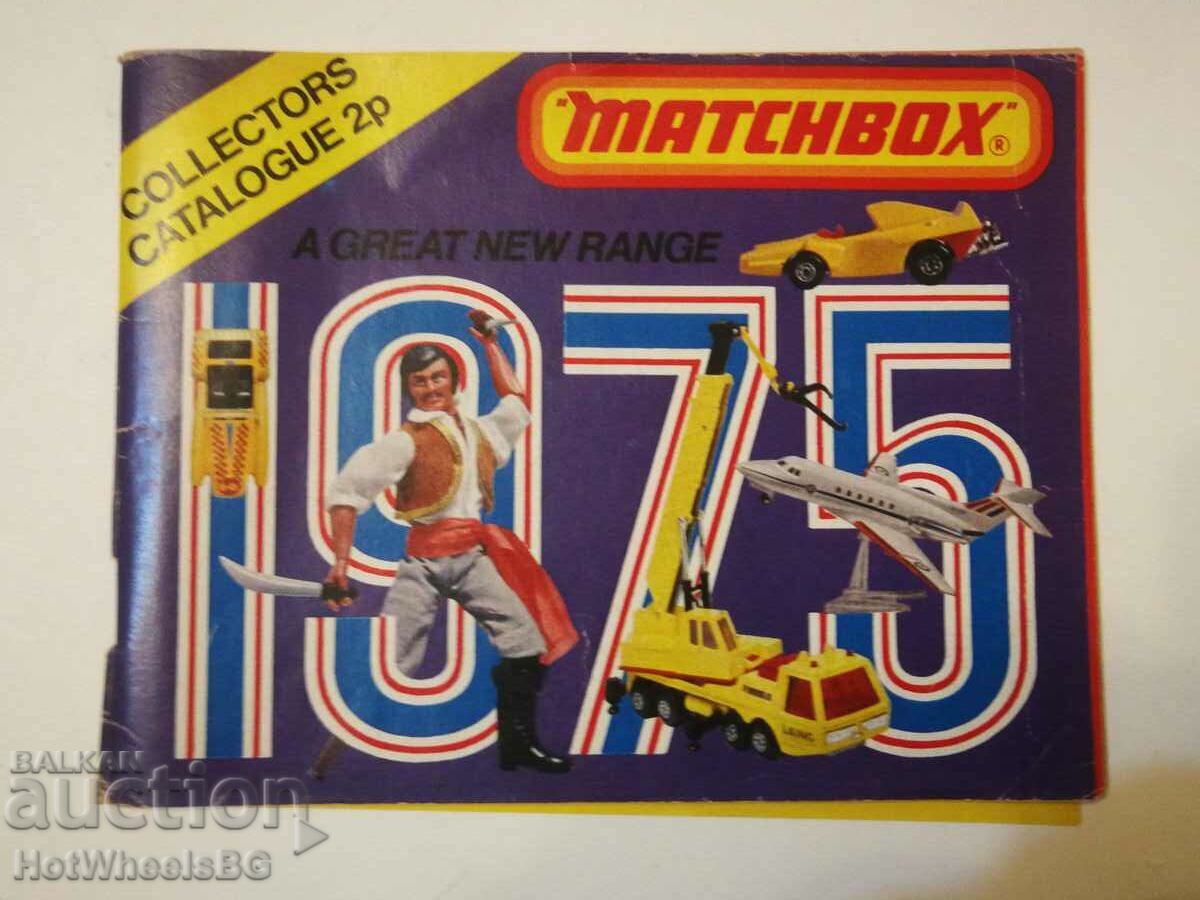 COLLECTORS
CATALOGUE 2p
"MATCHBOX"®
A GREAT NEW RANGE
1975
LAING
BALKAN
auction
HotWheelsBG